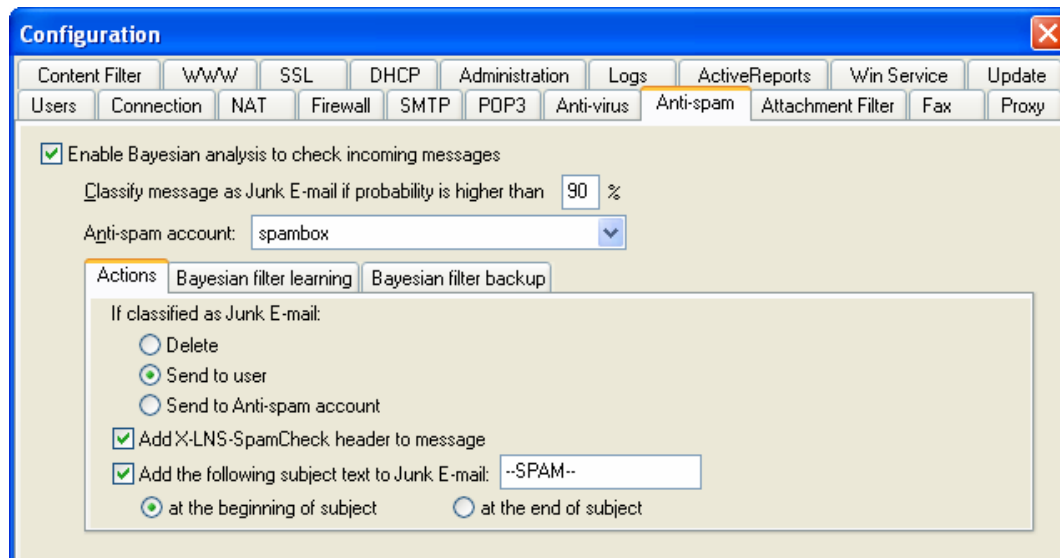 Configuration
Content Filter WWW SSL DHCP Administration Logs ActiveReports Win Service Update
Users Connection NAT Firewall SMTP POP3 Anti-virus Anti-spam Attachment Filter Fax Proxy
Enable Bayesian analysis to check incoming messages
Classify message as Junk E-mail if probability is higher than 90 %
Anti-spam account: spambox
Actions Bayesian filter learning Bayesian filter backup
If classified as Junk E-mail:
Delete
Send to user
Send to Anti-spam account
Add X-LNS-SpamCheck header to message
Add the following subject text to Junk E-mail: --SPAM--
at the beginning of subject at the end of subject